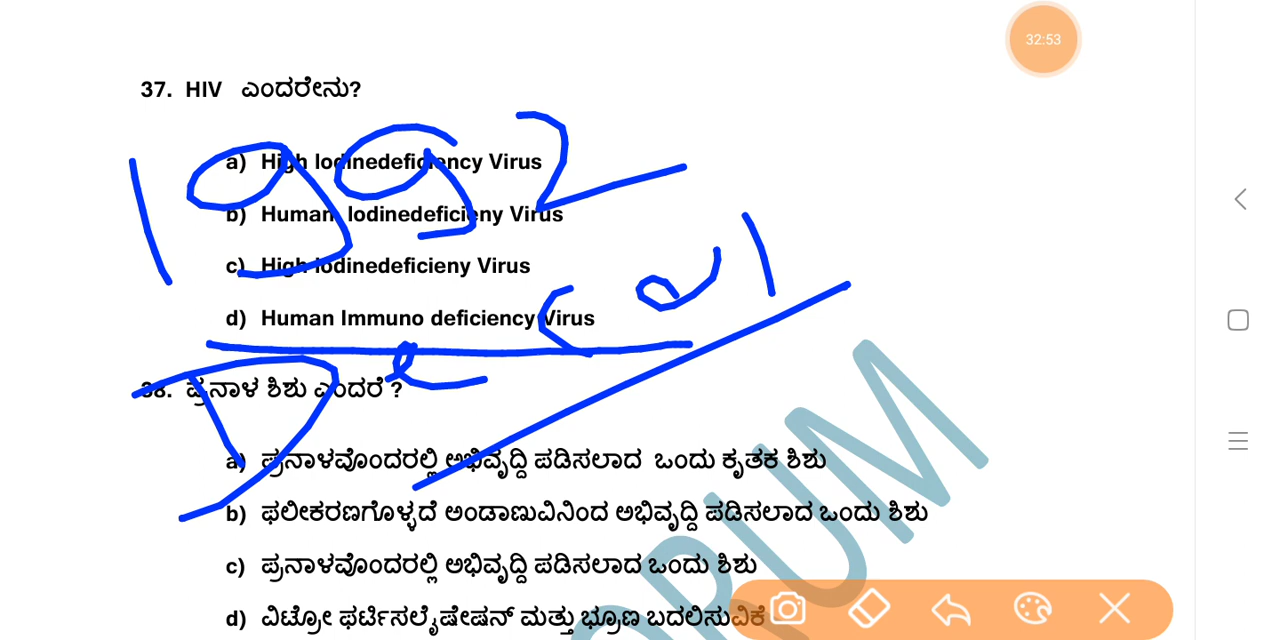 32:53
37. HIV ಎಂದರೇನು?
1992
a) High Iodinedeficiency Virus
b) Human Iodinedeficieny Virus
c) High Iodinedeficieny Virus
Dec 01
d) Human Immuno deficiency Virus
38. ಪ್ರನಾಳ ಶಿಶು ಎಂದರೆ ?
a) ಪ್ರನಾಳವೊಂದರಲ್ಲಿ ಅಭಿವೃದ್ದಿ ಪಡಿಸಲಾದ ಒಂದು ಕೃತಕ ಶಿಶು
b) ಫಲೀಕರಣಗೊಳ್ಳದೆ ಅಂಡಾಣುವಿನಿಂದ ಅಭಿವೃದ್ದಿ ಪಡಿಸಲಾದ ಒಂದು ಶಿಶು
c) ಪ್ರನಾಳವೊಂದರಲ್ಲಿ ಅಭಿವೃದ್ದಿ ಪಡಿಸಲಾದ ಒಂದು ಶಿಶು
d) ವಿಟ್ರೋ ಫರ್ಟಿಸಲೈಷೇಷನ್ ಮತ್ತು ಭ್ರೂಣ ಬದಲಿಸುವಿಕೆ